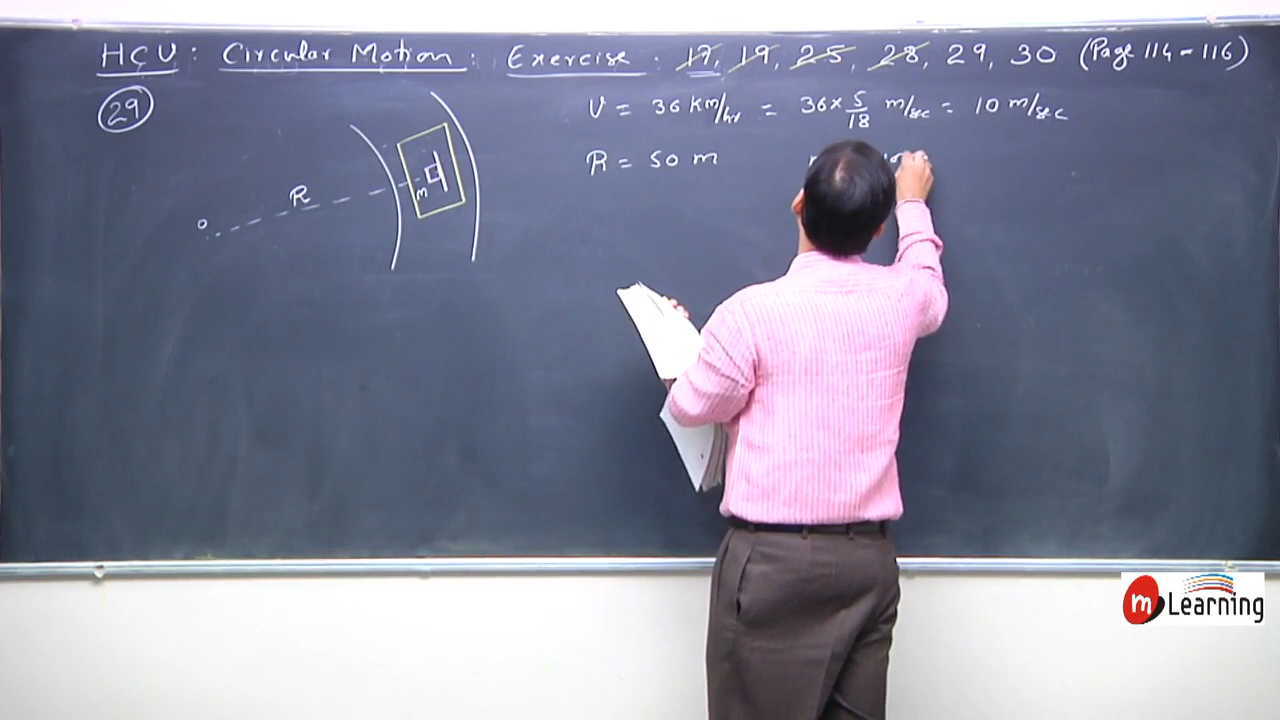 HCV : Circular Motion : Exercise : 17, 19, 25, 28, 29, 30 (Page 114 - 116)
29
V = 36 Km/hr = 36 × 5/18 m/sec = 10 m/sec
R = 50 m
R
m
o
m Learning